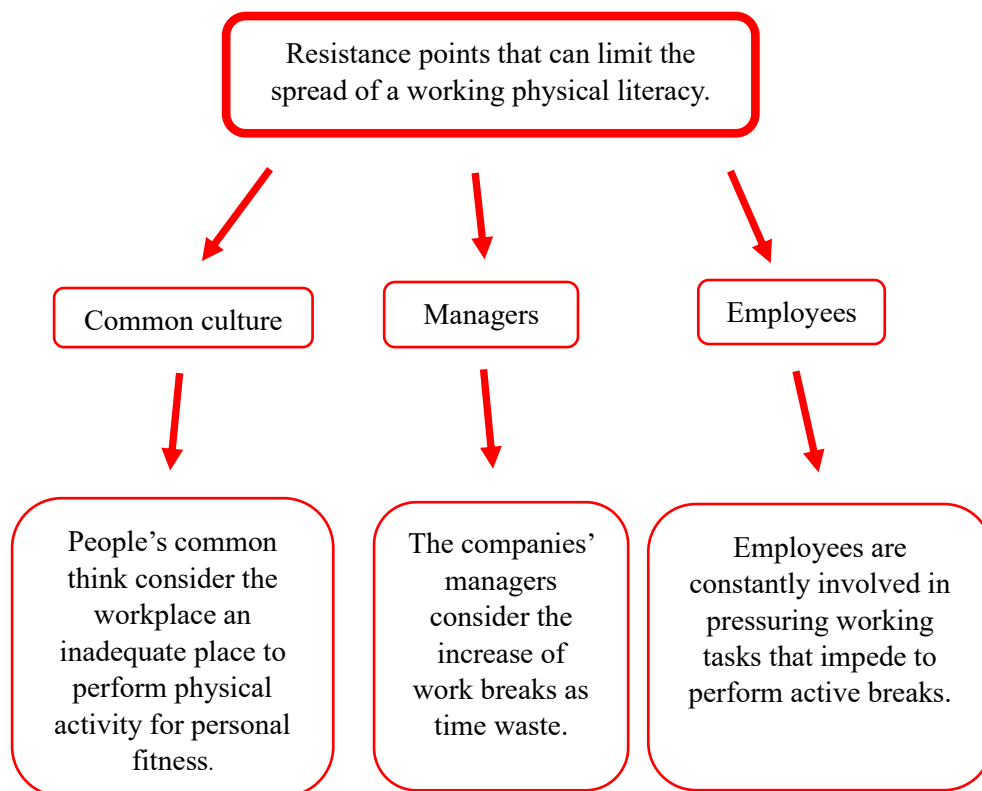 Resistance points that can limit the
spread of a working physical literacy.
Common culture
Managers
Employees
People’s common
think consider the
workplace an
inadequate place to
perform physical
activity for personal
fitness.
The companies’
managers
consider the
increase of
work breaks as
time waste.
Employees are
constantly involved in
pressuring working
tasks that impede to
perform active breaks.